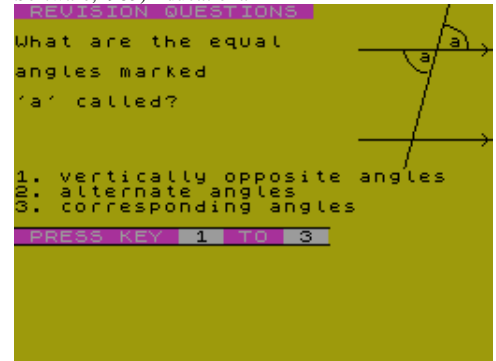 REVISION QUESTIONS
What are the equal
angles marked
'a' called?
a
a
1. vertically opposite angles
2. alternate angles
3. corresponding angles
PRESS KEY 1 TO 3